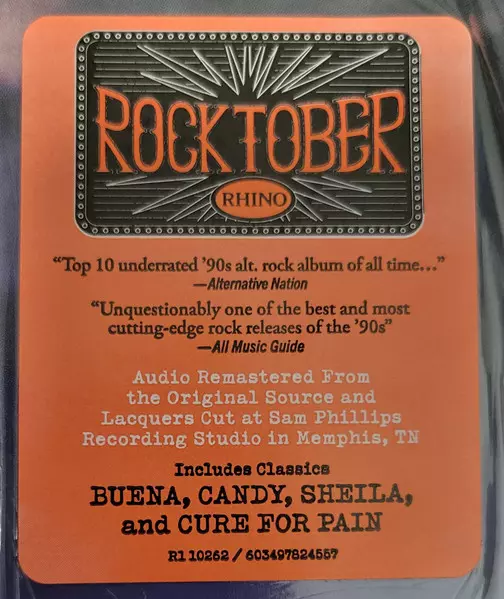 ROCKTOBER
RHINO
“Top 10 underrated ’90s alt. rock album of all time...”
—Alternative Nation
“Unquestionably one of the best and most
cutting-edge rock releases of the ’90s”
—All Music Guide
Audio Remastered From
the Original Source and
Lacquers Cut at Sam Phillips
Recording Studio in Memphis, TN
Includes Classics
BUENA, CANDY, SHEILA,
and CURE FOR PAIN
R1 10262 / 603497824557